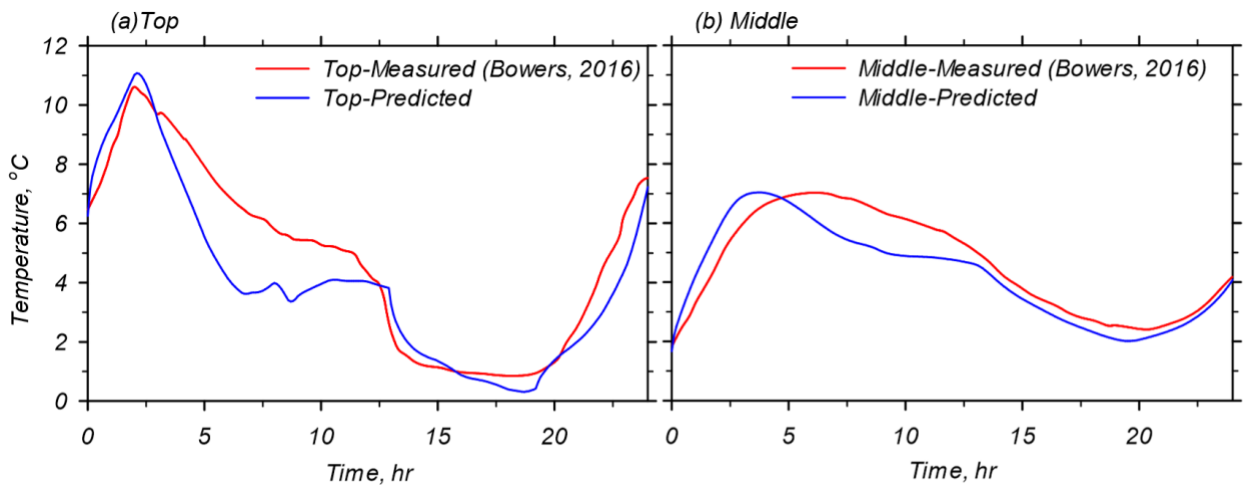 (a)Top
(b) Middle
12
10
8
6
4
2
0
Temperature, °C
Top-Measured (Bowers, 2016)
Top-Predicted
Middle-Measured (Bowers, 2016)
Middle-Predicted
0 5 10 15 20
0 5 10 15 20
Time, hr
Time, hr